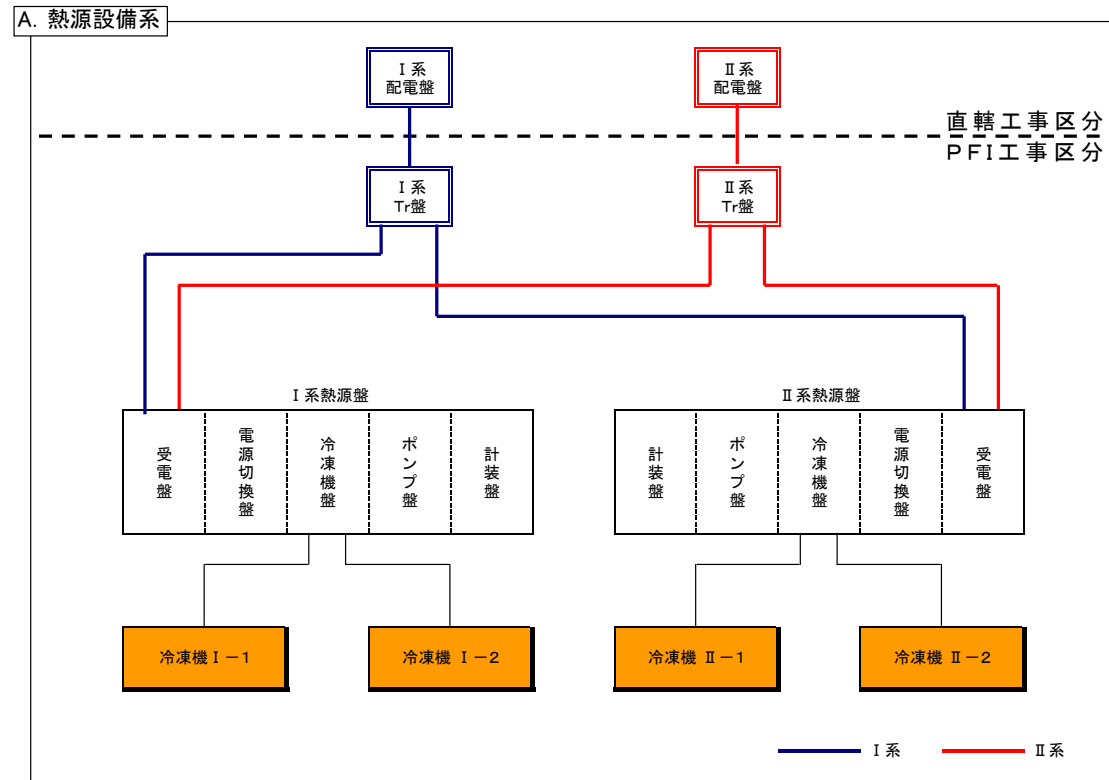 A. 熱源設備系
Ⅰ系
配電盤
Ⅱ系
配電盤
直轄工事区分
PFI工事区分
Ⅰ系
Tr盤
Ⅱ系
Tr盤
Ⅰ系熱源盤
Ⅱ系熱源盤
受電盤
電源切換盤
冷凍機盤
ポンプ盤
計装盤
計装盤
ポンプ盤
冷凍機盤
電源切換盤
受電盤
冷凍機Ⅰ－1
冷凍機 Ⅰ－2
冷凍機 Ⅱ－1
冷凍機 Ⅱ－2
Ⅰ系
Ⅱ系